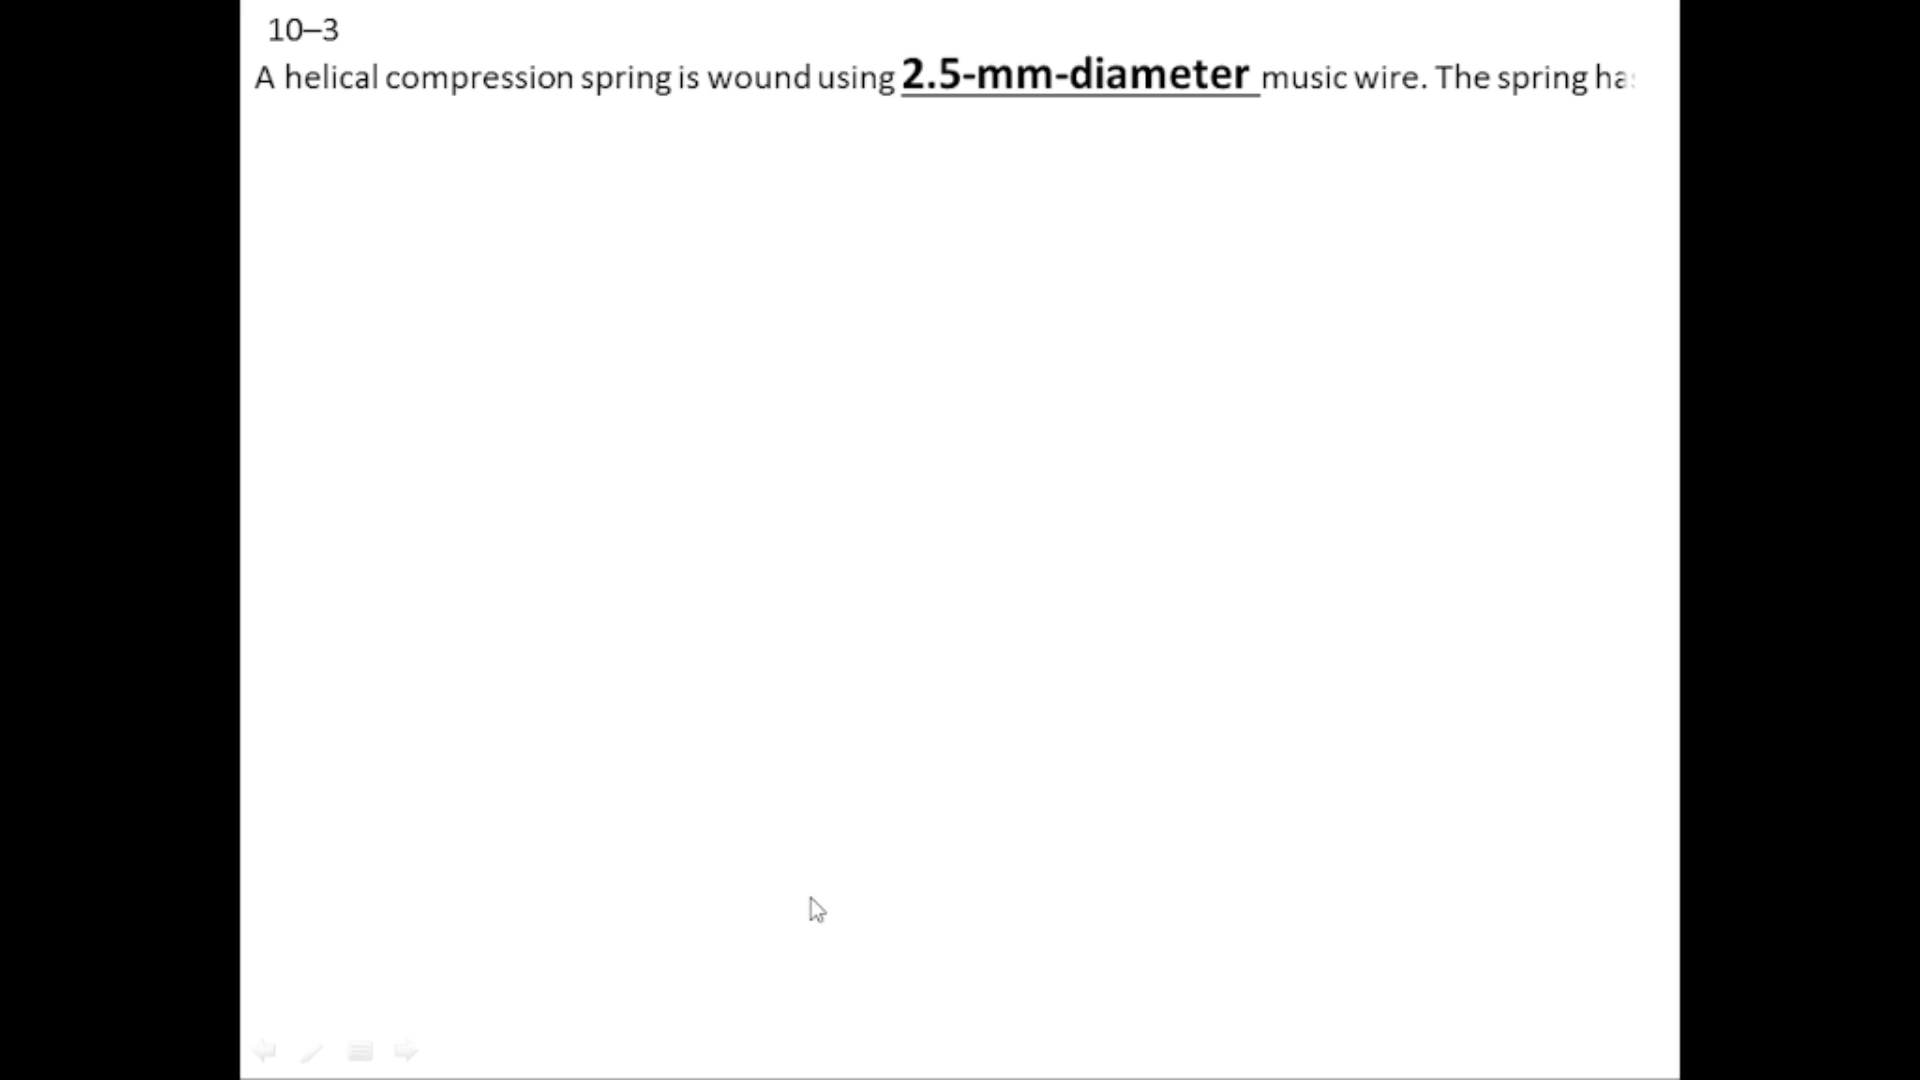 10–3
A helical compression spring is wound using 2.5-mm-diameter music wire. The spring